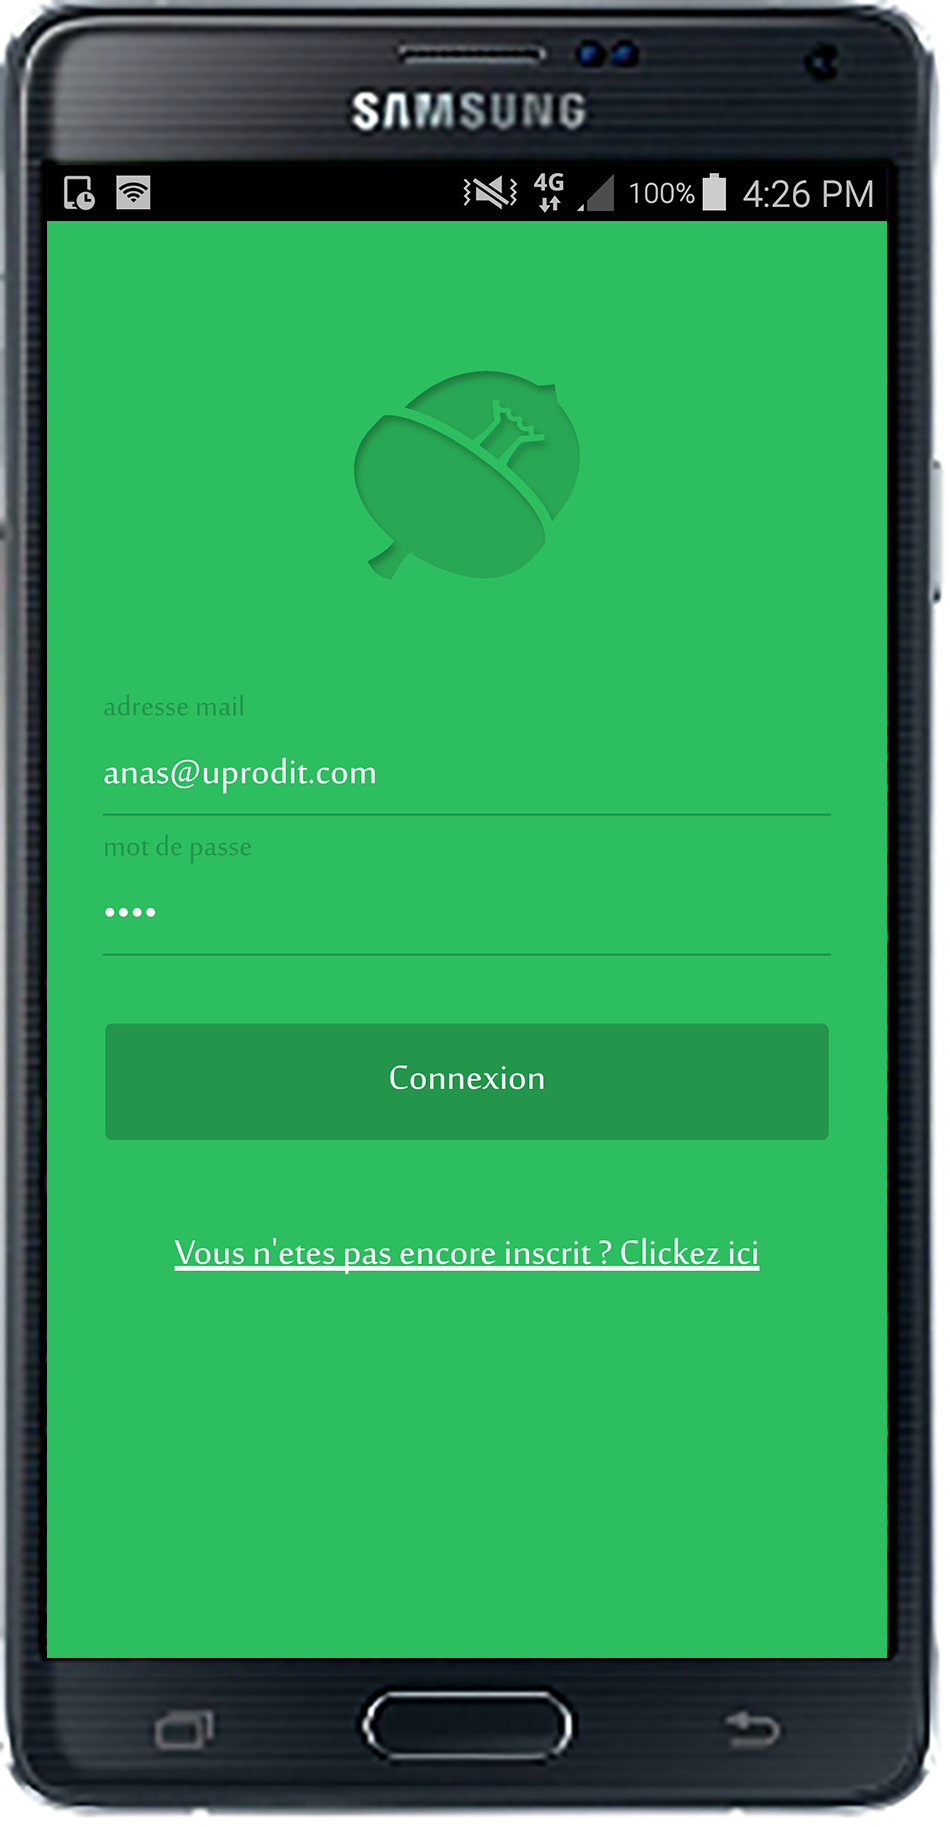 SAMSUNG
4G 100% 4:26 PM
adresse mail
anas@uprodit.com
mot de passe
••••
Connexion
Vous n'etes pas encore inscrit ? Clickez ici